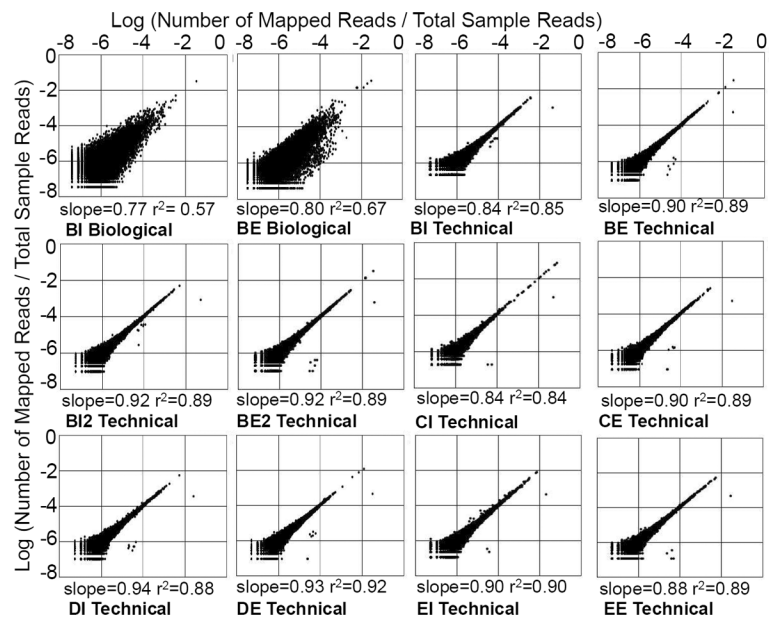 Log (Number of Mapped Reads / Total Sample Reads)
-8 -6 -4 -2 0 -8 -6 -4 -2 0 -8 -6 -4 -2 0 -8 -6 -4 -2 0
Log (Number of Mapped Reads / Total Sample Reads)
0
-2
-4
-6
-8
slope=0.77 r²= 0.57 slope=0.80 r²=0.67 slope=0.84 r²=0.85 slope=0.90 r²=0.89
BI Biological BE Biological BI Technical BE Technical
0
-2
-4
-6
-8
slope=0.92 r²=0.89 slope=0.92 r²=0.89 slope=0.84 r²=0.84 slope=0.90 r²=0.89
BI2 Technical BE2 Technical CI Technical CE Technical
0
-2
-4
-6
-8
slope=0.94 r²=0.88 slope=0.93 r²=0.92 slope=0.90 r²=0.90 slope=0.88 r²=0.89
DI Technical DE Technical EI Technical EE Technical